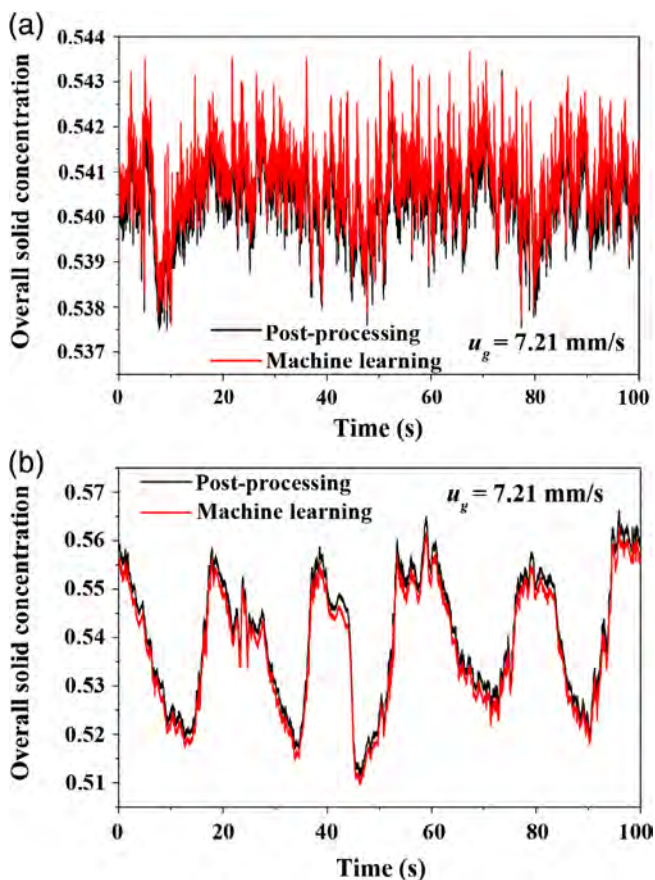 (a)
0.544
0.543
0.542
0.541
0.540
0.539
0.538
0.537
Overall solid concentration
Post-processing
Machine learning
u_g = 7.21 mm/s
0 20 40 60 80 100
Time (s)
(b)
0.57
0.56
0.55
0.54
0.53
0.52
0.51
Overall solid concentration
Post-processing
Machine learning
u_g = 7.21 mm/s
0 20 40 60 80 100
Time (s)